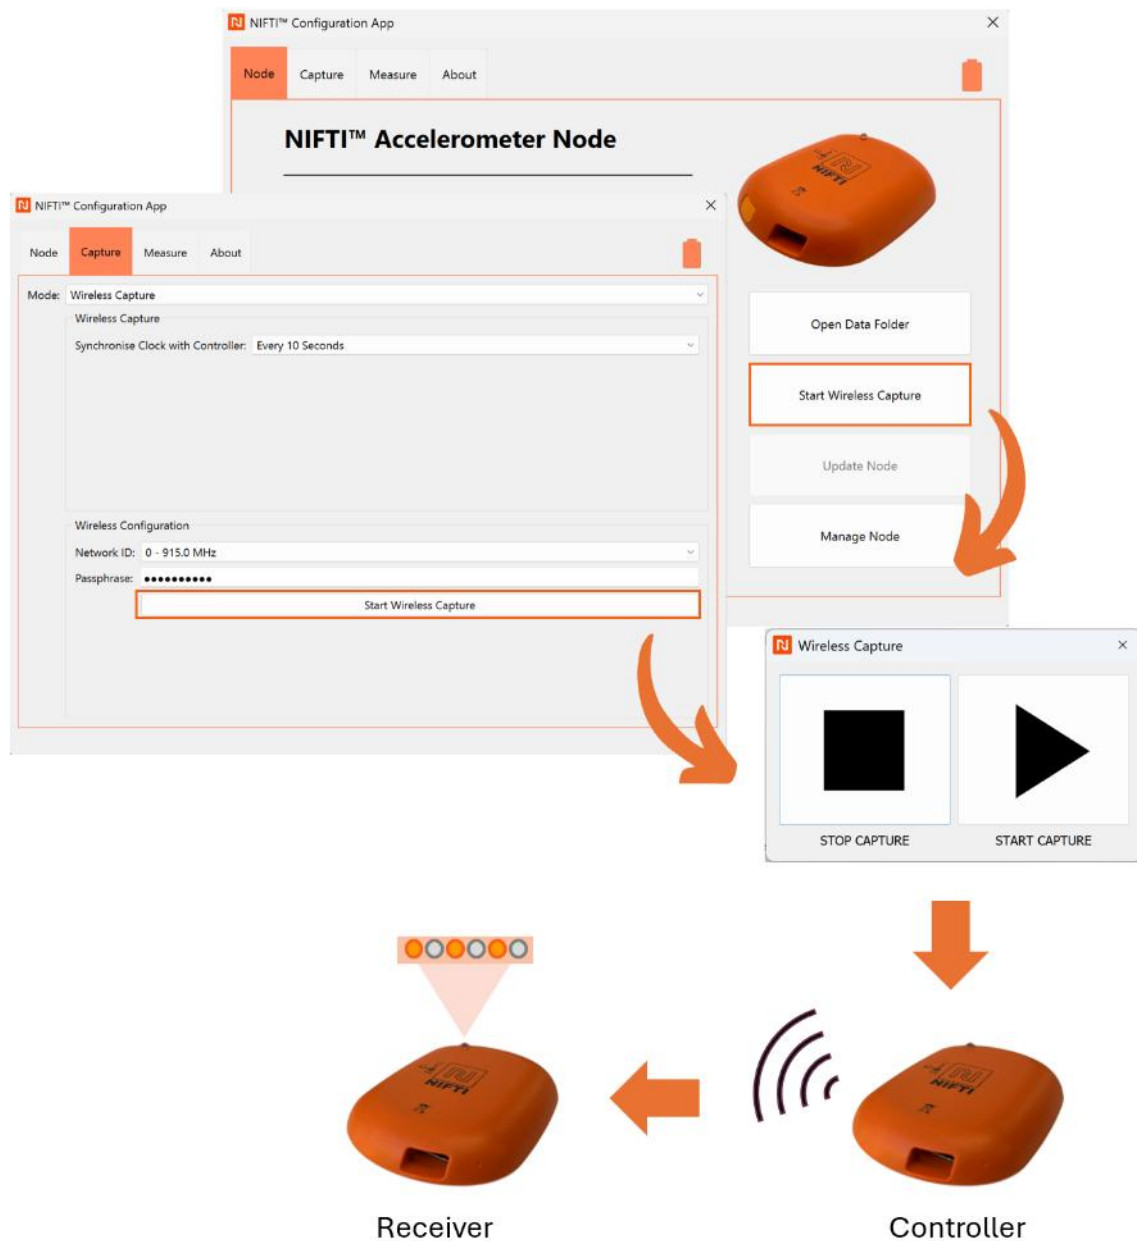 NIFTI™ Configuration App
Node Capture Measure About
NIFTI™ Accelerometer Node
NIFTI
Open Data Folder
Start Wireless Capture
Update Node
Manage Node
NIFTI™ Configuration App
Node Capture Measure About
Mode: Wireless Capture
Wireless Capture
Synchronise Clock with Controller: Every 10 Seconds
Wireless Configuration
Network ID: 0 - 915.0 MHz
Passphrase: ●●●●●●●●●●
Start Wireless Capture
Wireless Capture
STOP CAPTURE START CAPTURE
NIFTI
NIFTI
Receiver Controller